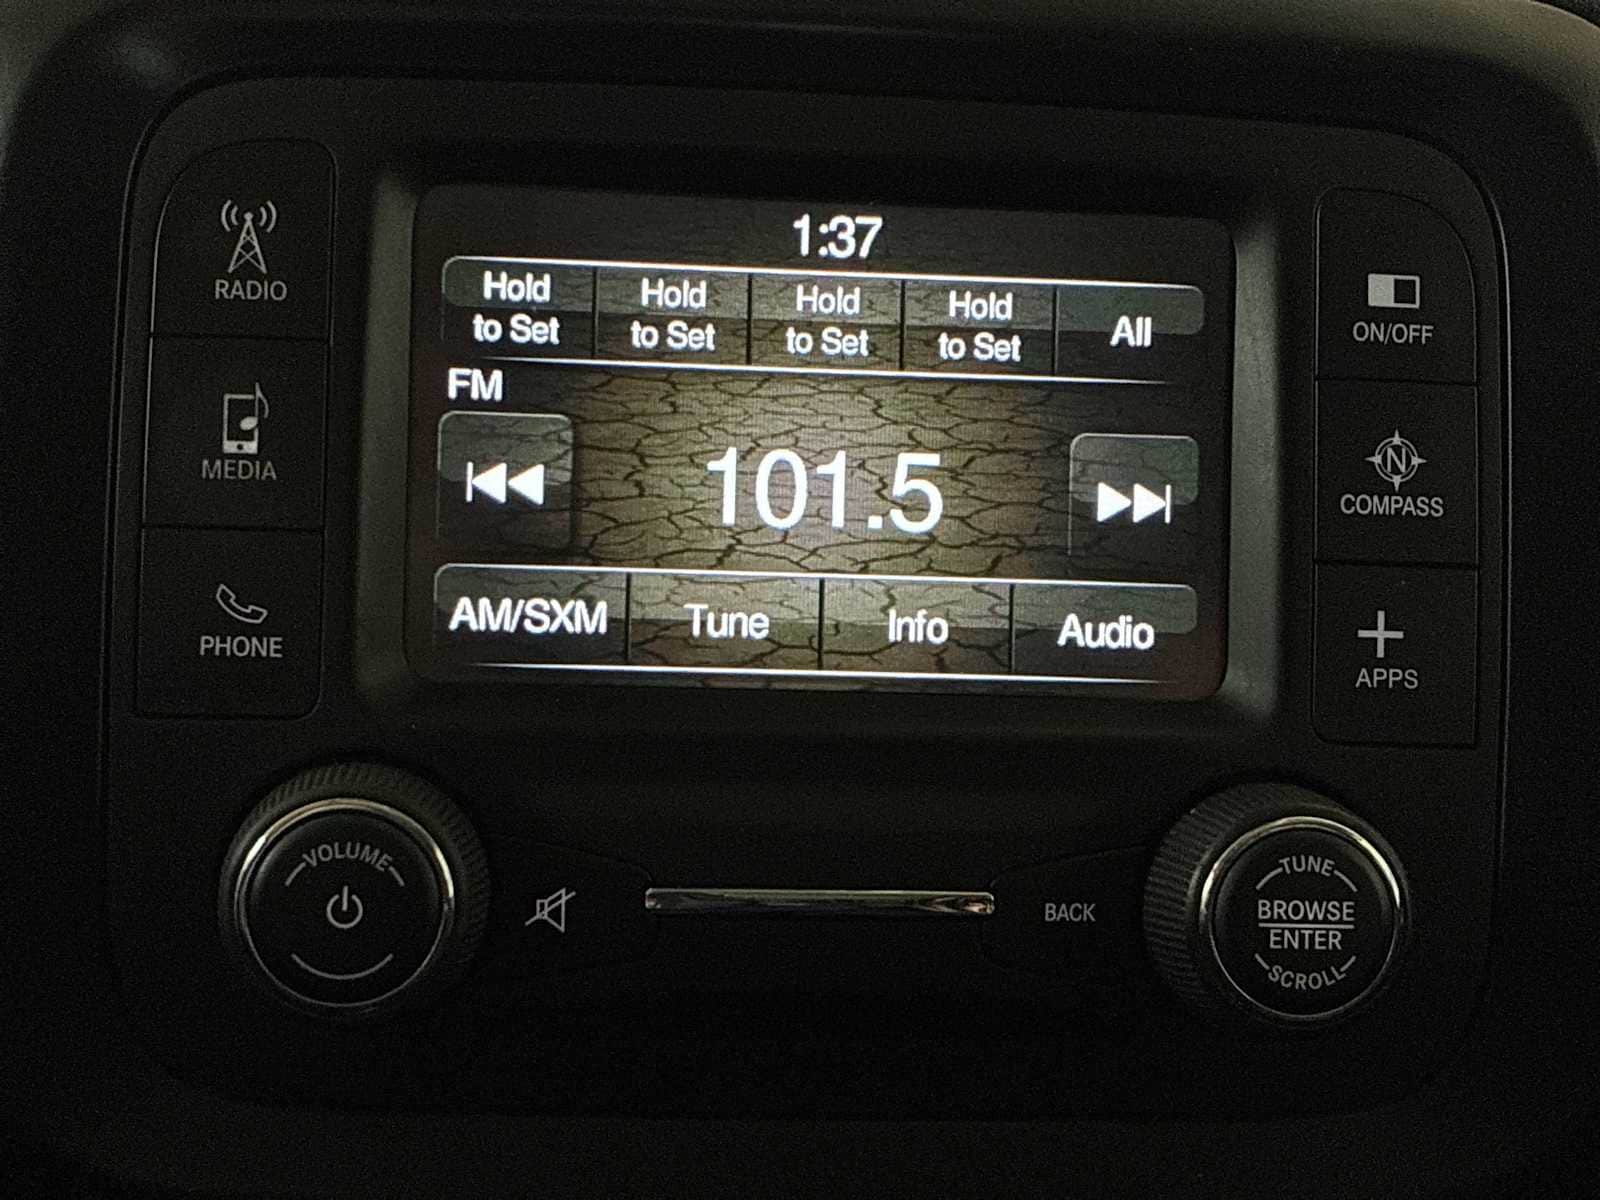 1:37
Hold to Set
Hold to Set
Hold to Set
Hold to Set
All
FM
101.5
AM/SXM
Tune
Info
Audio
RADIO
MEDIA
PHONE
ON/OFF
N
COMPASS
APPS
VOLUME
BACK
TUNE
BROWSE
ENTER
SCROLL